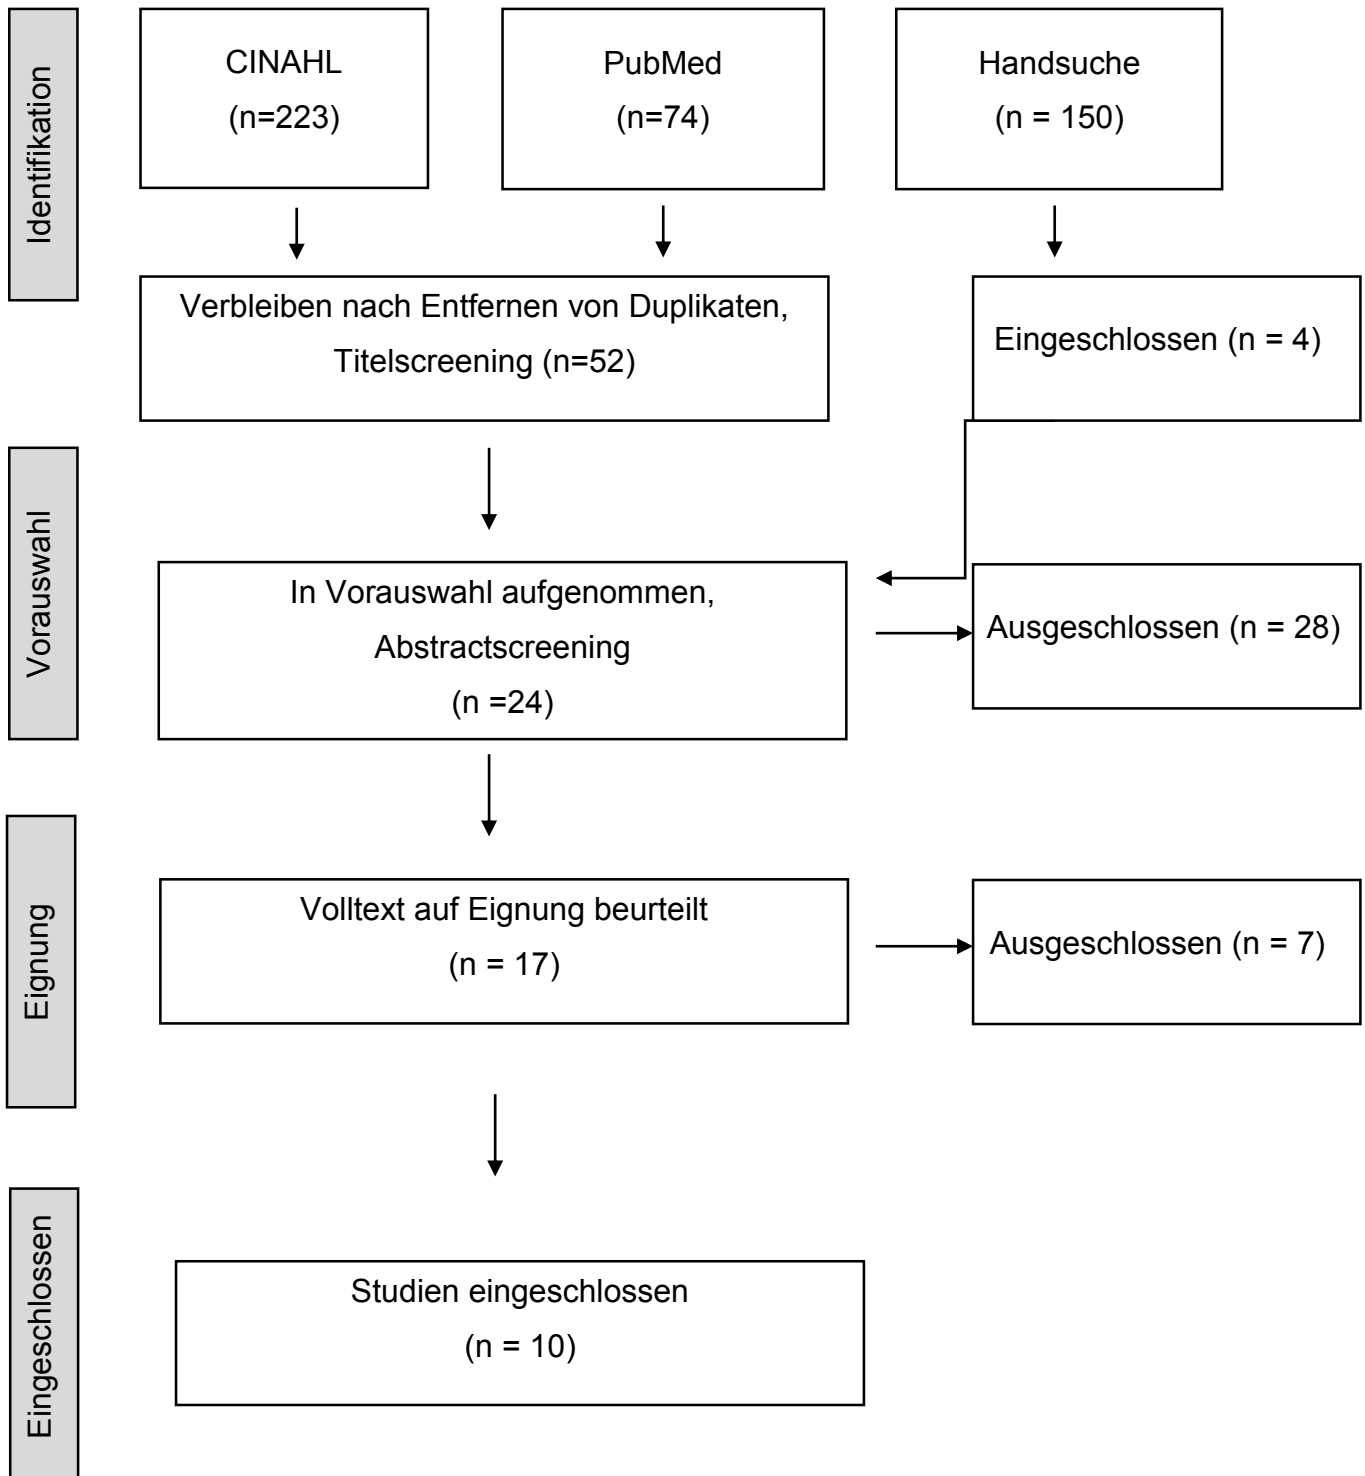 Identifikation
CINAHL
(n=223)
PubMed
(n=74)
Handsuche
(n = 150)
Verbleiben nach Entfernen von Duplikaten,
Titelscreening (n=52)
Eingeschlossen (n = 4)
Vorauswahl
In Vorauswahl aufgenommen,
Abstractscreening
(n =24)
Ausgeschlossen (n = 28)
Eignung
Volltext auf Eignung beurteilt
(n = 17)
Ausgeschlossen (n = 7)
Eingeschlossen
Studien eingeschlossen
(n = 10)